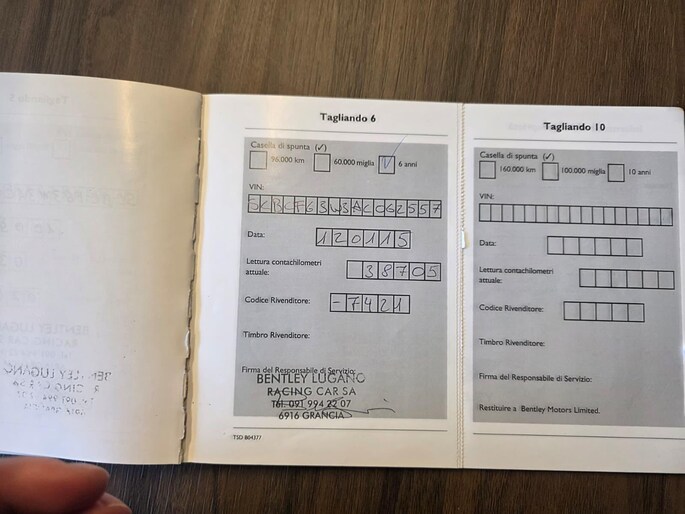 Tagliando 6
Casella di spunta (✓)
96.000 km
60.000 miglia
6 anni
VIN:
SCBCF63W3AC062557
Data:
120115
Lettura contachilometri
attuale:
38705
Codice Rivenditore:
-7421
Timbro Rivenditore:
Firma del Responsabile di Servizio:
BENTLEY LUGANO
RACING CAR SA
Tel. 091 994 22 07
6916 GRANCIA
TSD B04377
Tagliando 10
Casella di spunta (✓)
160.000 km
100.000 miglia
10 anni
VIN:
Data:
Lettura contachilometri
attuale:
Codice Rivenditore:
Timbro Rivenditore:
Firma del Responsabile di Servizio:
Restituire a Bentley Motors Limited.